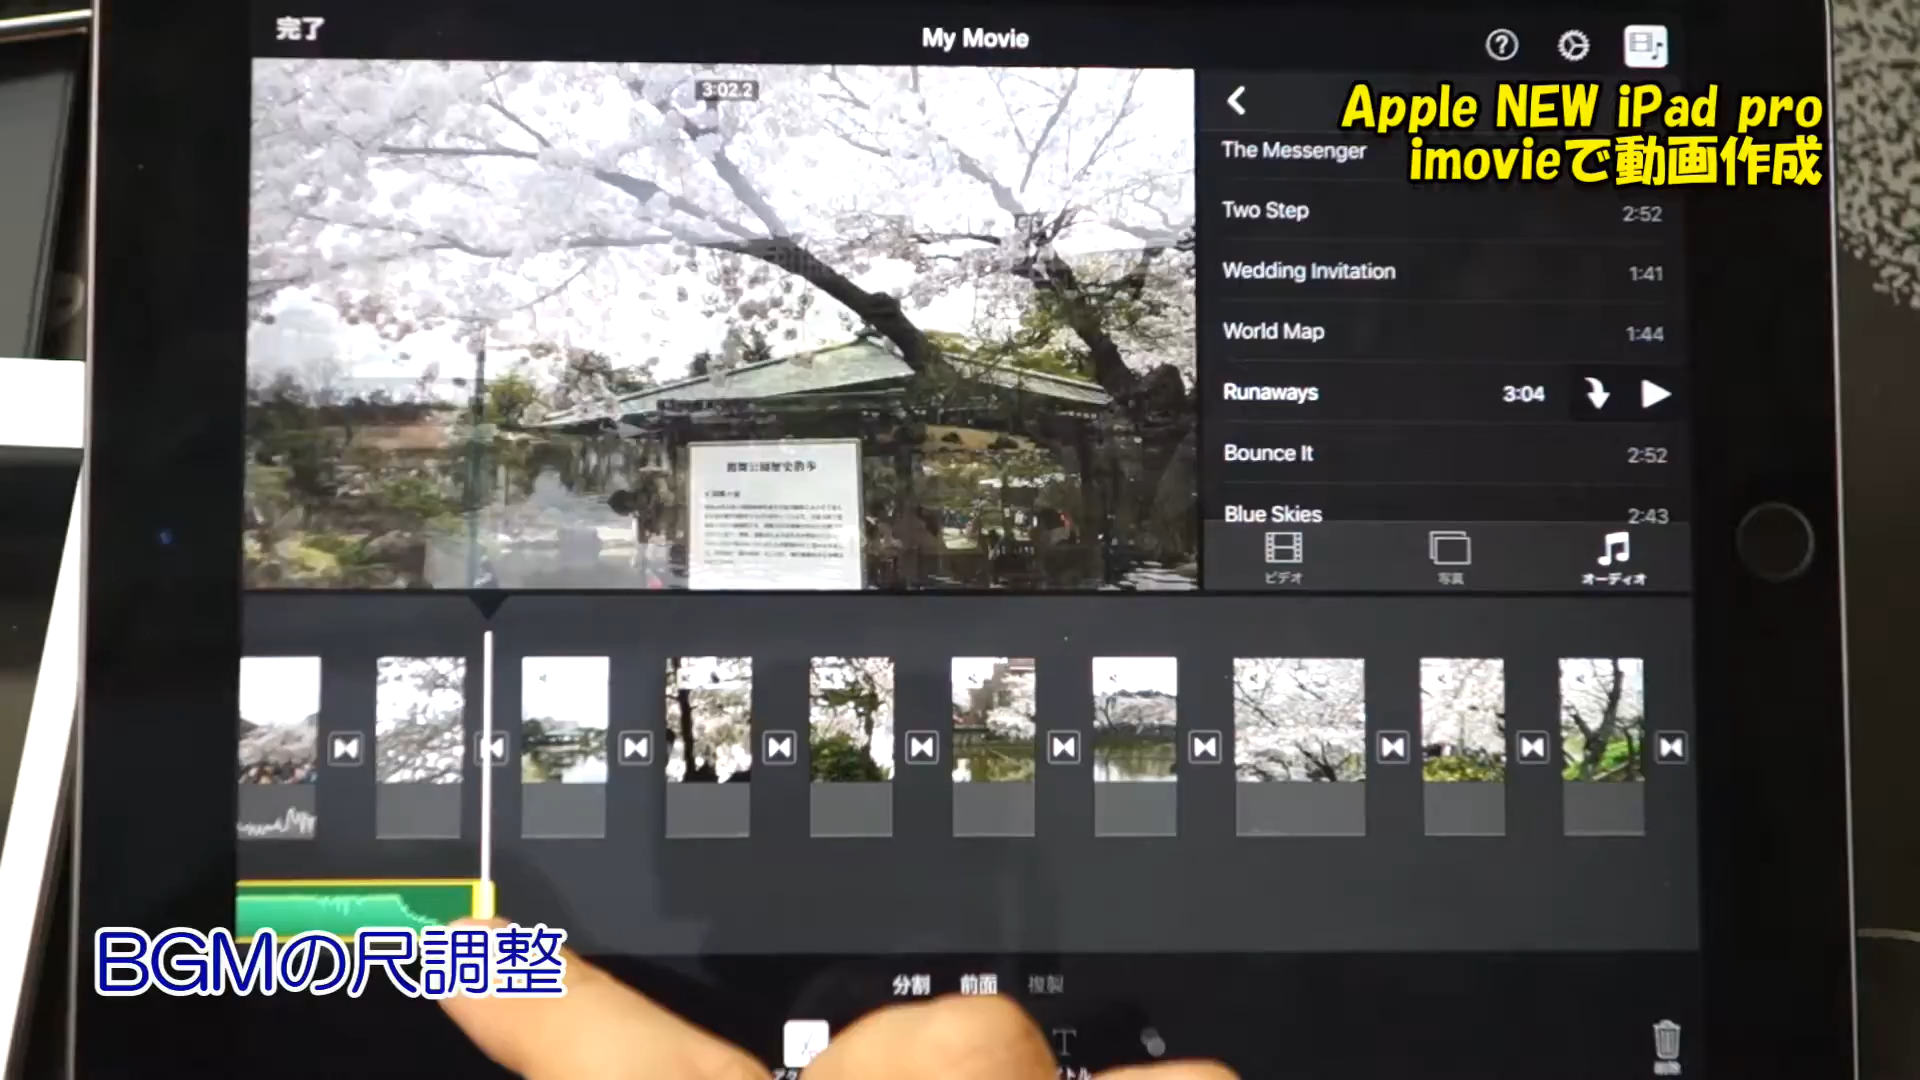 完了
My Movie
3:02.2
Apple NEW iPad pro
imovieで動画作成
The Messenger
Two Step 2:52
Wedding Invitation 1:41
World Map 1:44
Runaways 3:04
Bounce It 2:52
Blue Skies 2:43
ビデオ
写真
オーディオ
BGMの尺調整
分割 前面 複製
削除